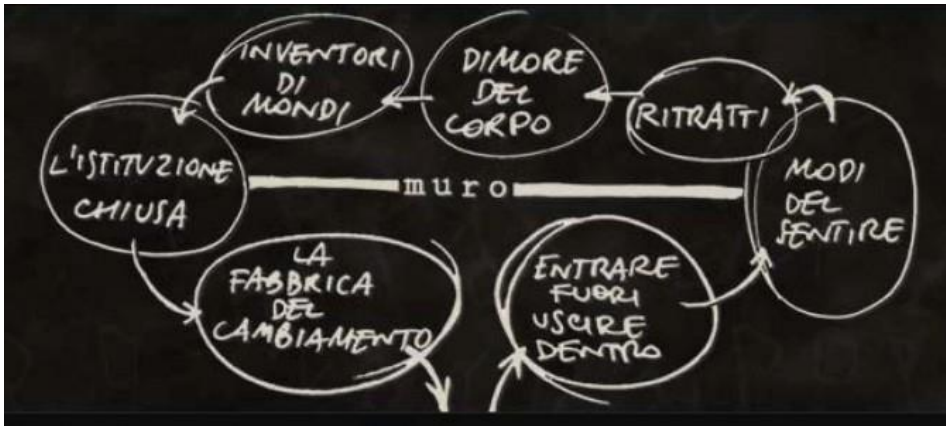 INVENTORI
DI
MONDI
DIMORE
DEL
CORPO
RITRATTI
L'ISTITUZIONE
CHIUSA
muro
MODI
DEL
SENTIRE
LA
FABBRICA
DEL
CAMBIAMENTO
ENTRARE
FUORI
USCIRE
DENTRO